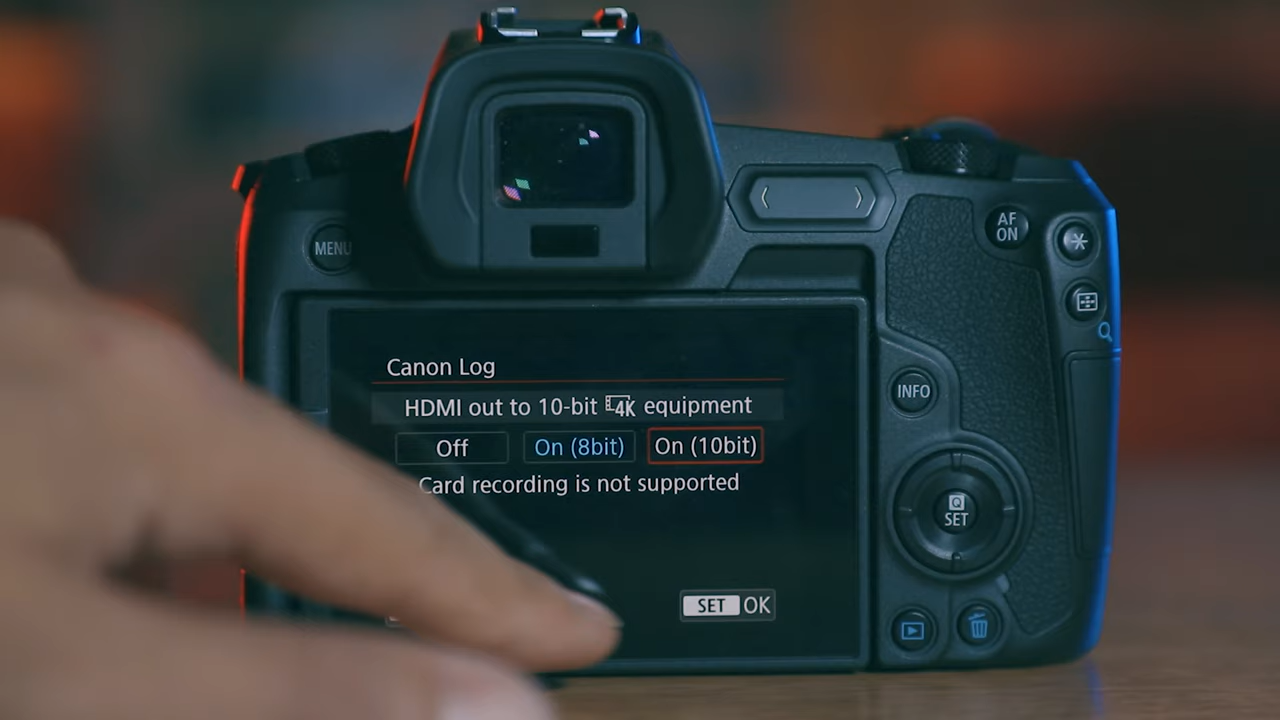 AF
ON
MENU
Canon Log
HDMI out to 10-bit 4K equipment
Off On (8bit) On (10bit)
Card recording is not supported
INFO
Q
SET
SET OK